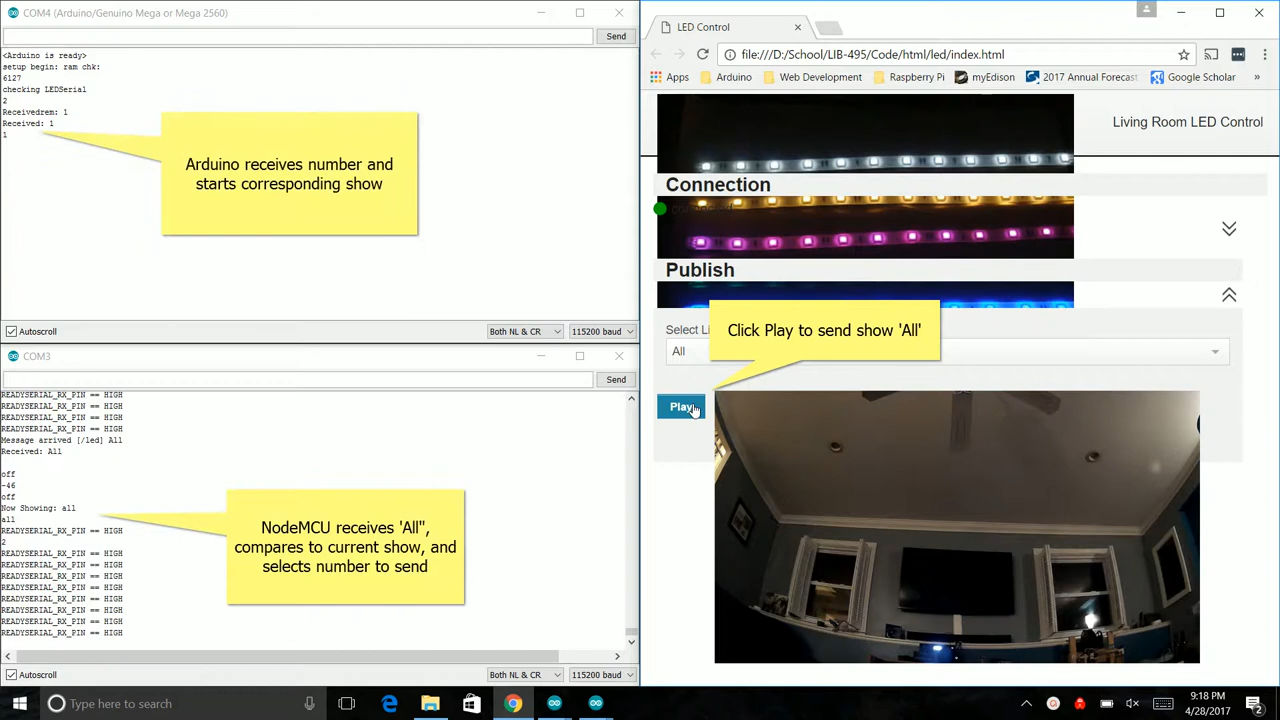 COM4 (Arduino/Genuino Mega or Mega 2560)
Send
<Arduino is ready>
setup begin: ram chk:
6127
checking LEDSerial
2
Receivedrem: 1
Received: 1
1
Arduino receives number and
starts corresponding show
Autoscroll
Both NL & CR
115200 baud
COM3
Send
READYSERIAL_RX_PIN == HIGH
READYSERIAL_RX_PIN == HIGH
READYSERIAL_RX_PIN == HIGH
READYSERIAL_RX_PIN == HIGH
Message arrived [/led] All
Received: All
off
-46
off
Now Showing: all
all
READYSERIAL_RX_PIN == HIGH
2
READYSERIAL_RX_PIN == HIGH
READYSERIAL_RX_PIN == HIGH
READYSERIAL_RX_PIN == HIGH
READYSERIAL_RX_PIN == HIGH
READYSERIAL_RX_PIN == HIGH
READYSERIAL_RX_PIN == HIGH
READYSERIAL_RX_PIN == HIGH
READYSERIAL_RX_PIN == HIGH
NodeMCU receives 'All",
compares to current show, and
selects number to send
Autoscroll
Both NL & CR
115200 baud
LED Control
file:///D:/School/LIB-495/Code/html/led/index.html
Apps
Arduino
Web Development
Raspberry Pi
myEdison
2017 Annual Forecast
Google Scholar
»
Living Room LED Control
Connection
Publish
Click Play to send show 'All'
All
Play
Type here to search
9:18 PM
4/28/2017
2